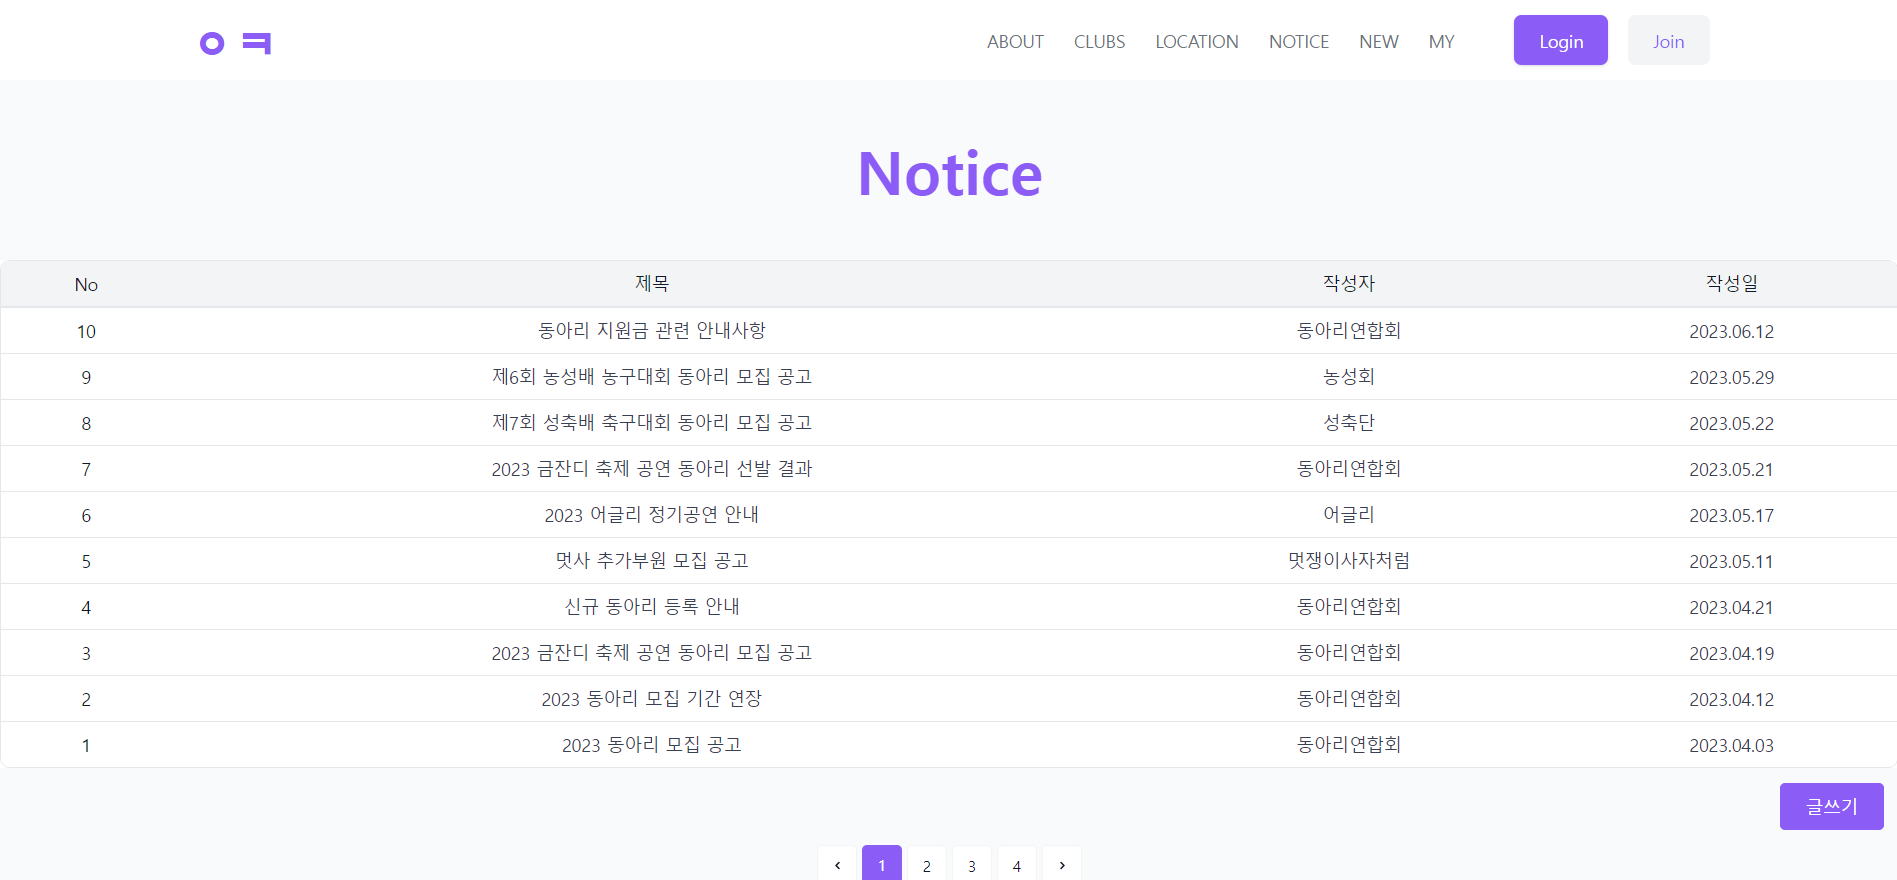 ㅇㅋ ABOUT CLUBS LOCATION NOTICE NEW MY Login Join
Notice
No 제목 작성자 작성일
10 동아리 지원금 관련 안내사항 동아리연합회 2023.06.12
9 제6회 농성배 농구대회 동아리 모집 공고 농성회 2023.05.29
8 제7회 성축배 축구대회 동아리 모집 공고 성축단 2023.05.22
7 2023 금잔디 축제 공연 동아리 선발 결과 동아리연합회 2023.05.21
6 2023 어글리 정기공연 안내 어글리 2023.05.17
5 멋사 추가부원 모집 공고 멋쟁이사자처럼 2023.05.11
4 신규 동아리 등록 안내 동아리연합회 2023.04.21
3 2023 금잔디 축제 공연 동아리 모집 공고 동아리연합회 2023.04.19
2 2023 동아리 모집 기간 연장 동아리연합회 2023.04.12
1 2023 동아리 모집 공고 동아리연합회 2023.04.03
글쓰기
‹ 1 2 3 4 ›